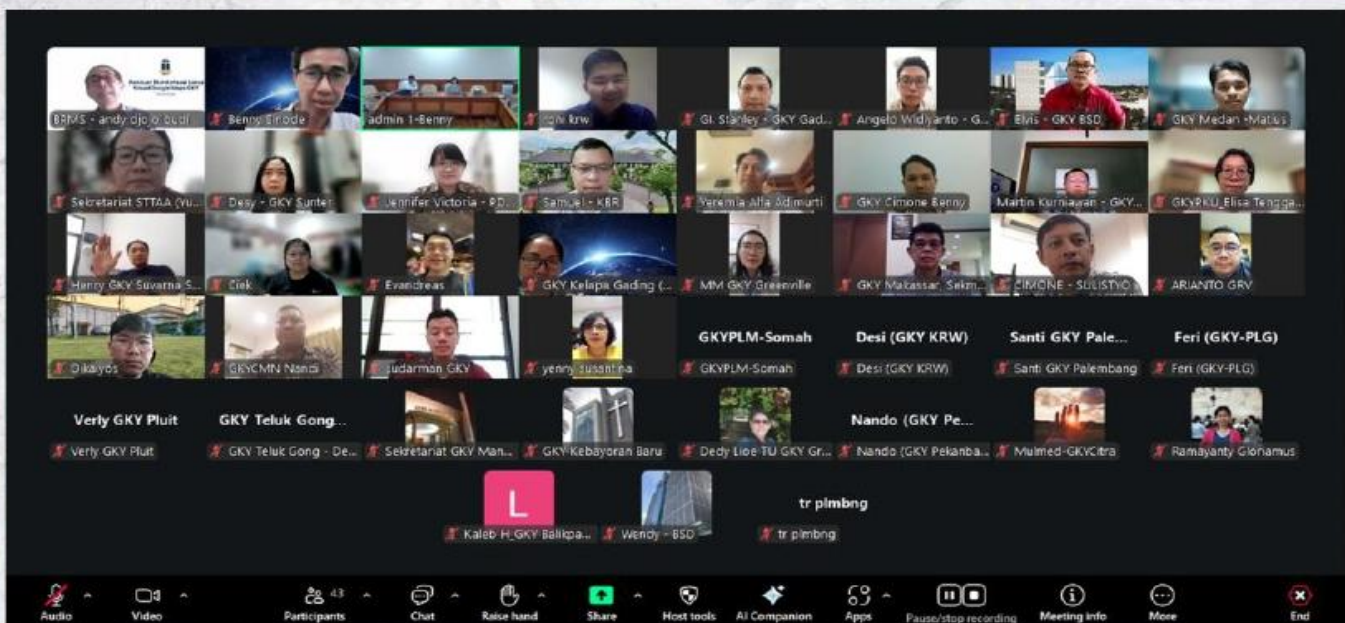 BRMS - andy djojo budi
Benny Sinode
admin 1-Benny
roni krw
GI. Stanley - GKY Gad...
Angelo Widiyanto - G...
Elvis - GKY BSD
GKY Medan -Matius
Sekretariat STTAA (Yu...
Desy - GKY Sunter
Jennifer Victoria - PD...
Samuel - KBR
Yeremia Alfa Adimurti
GKY Cimone Benny
Martin Kurniawan - GKY...
GKYPKU_Elisa Tengga...
Henry GKY Suvarna S...
Ciek
Evandreas
GKY Kelapa Gading (...
MM GKY Greenville
GKY Makassar, Sekm...
CIMONE - SULISTYO
ARIANTO GRV
Dikaiyos
GKYCMN Nandi
sudarman GKY
yenny susantina
GKYPLM-Somah
GKYPLM-Somah
Desi (GKY KRW)
Desi (GKY KRW)
Santi GKY Pale...
Santi GKY Palembang
Feri (GKY-PLG)
Feri (GKY-PLG)
Verly GKY Pluit
Verly GKY Pluit
GKY Teluk Gong...
GKY Teluk Gong - De...
Sekretariat GKY Man...
GKY Kebayoran Baru
Dedy Lioe TU GKY Gr...
Nando (GKY Pe...
Nando (GKY Pekanba...
Mulmed-GKYCitra
Ramayanty Glonamus
L
Kaleb H_GKY Balikpa...
Wendy - BSD
tr plmbng
tr plmbng
Audio
Video
Participants
43
Chat
Raise hand
Share
Host tools
AI Companion
Apps
Pause/stop recording
Meeting info
More
End